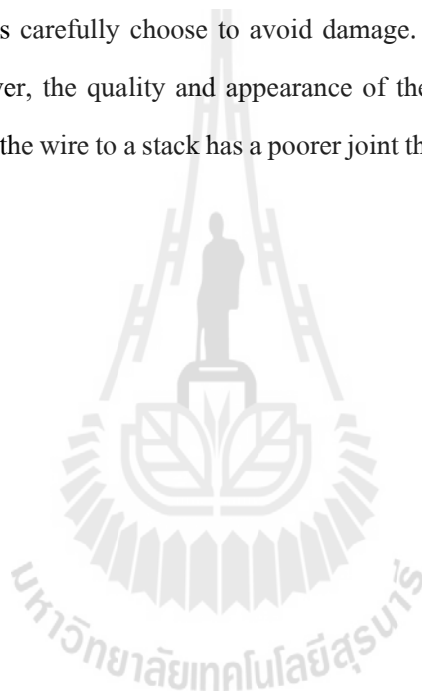 s carefully choose to avoid damage.
ver, the quality and appearance of the
the wire to a stack has a poorer joint th
มหาวิทยาลัยเทคโนโลยีสุรนารี